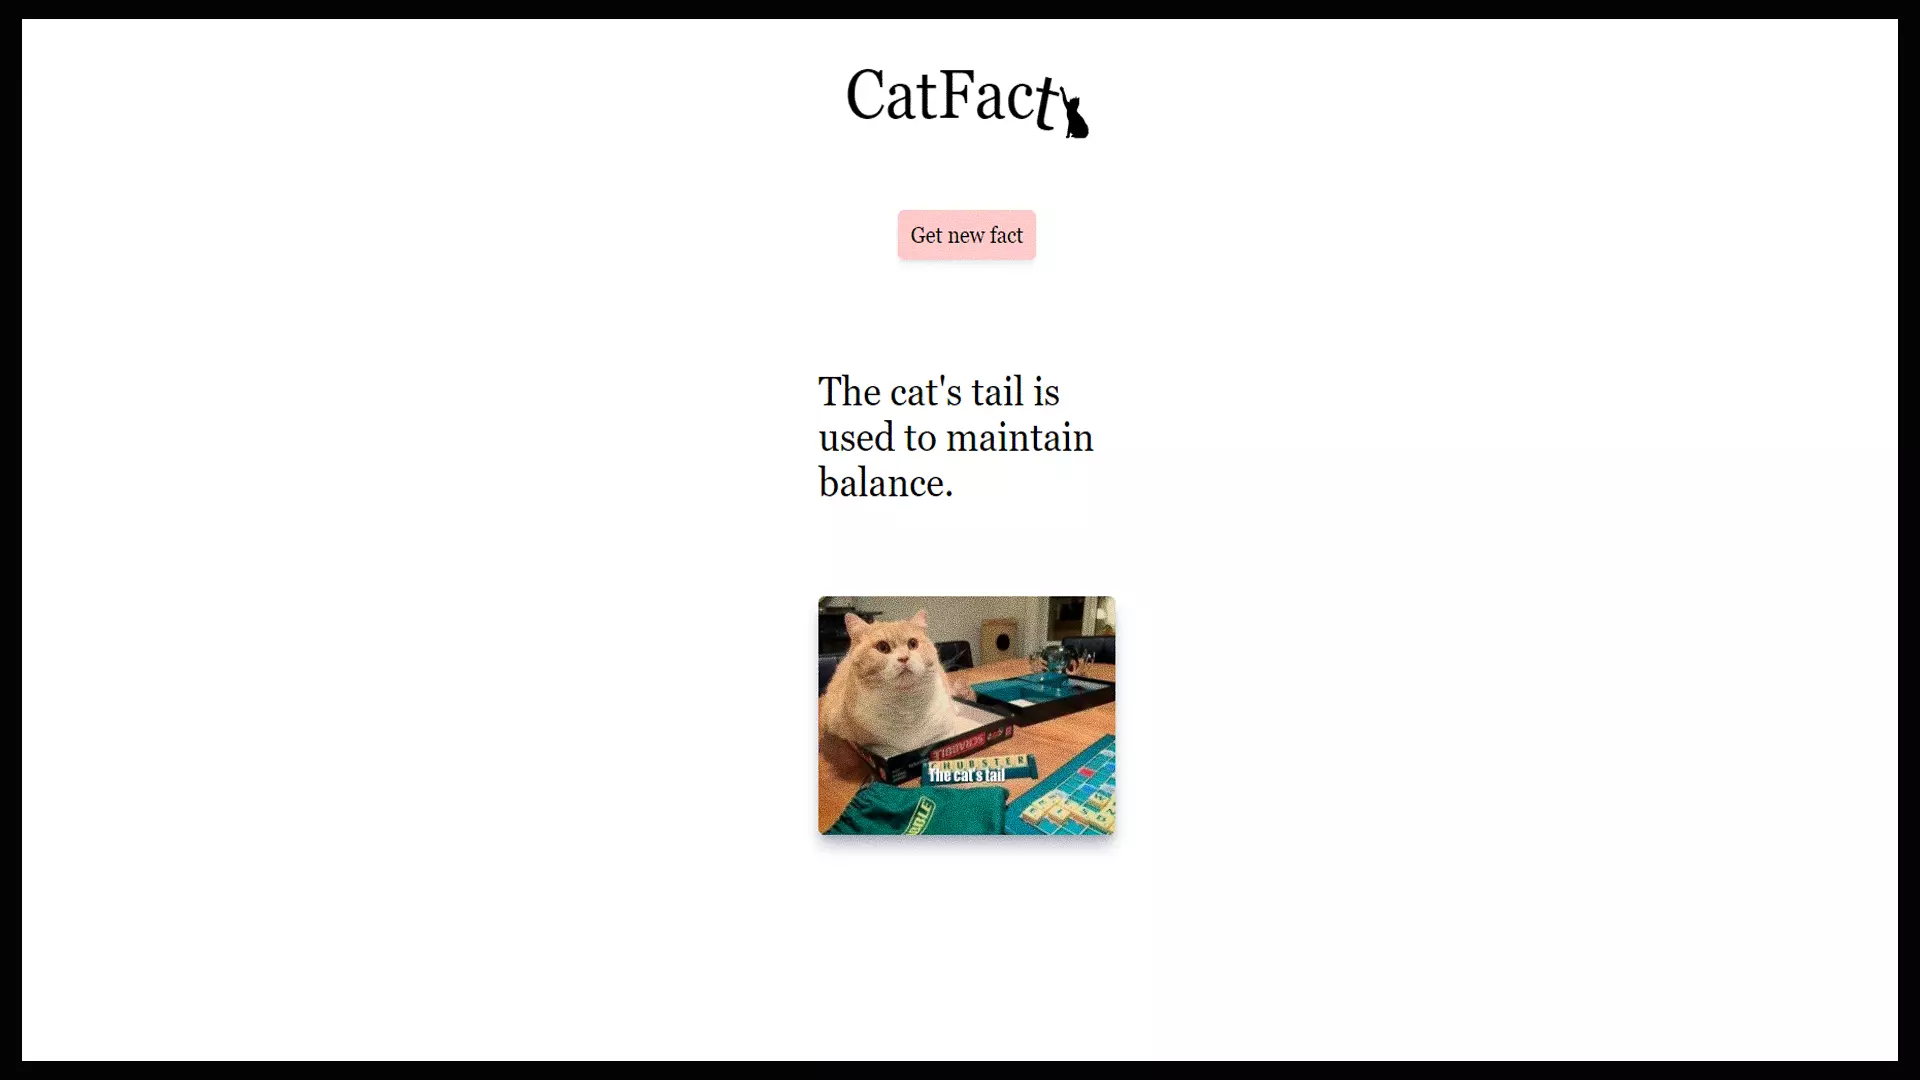 CatFact
Get new fact
The cat's tail is
used to maintain
balance.
SCRABBLE
CHUBSTER
The cat's tail